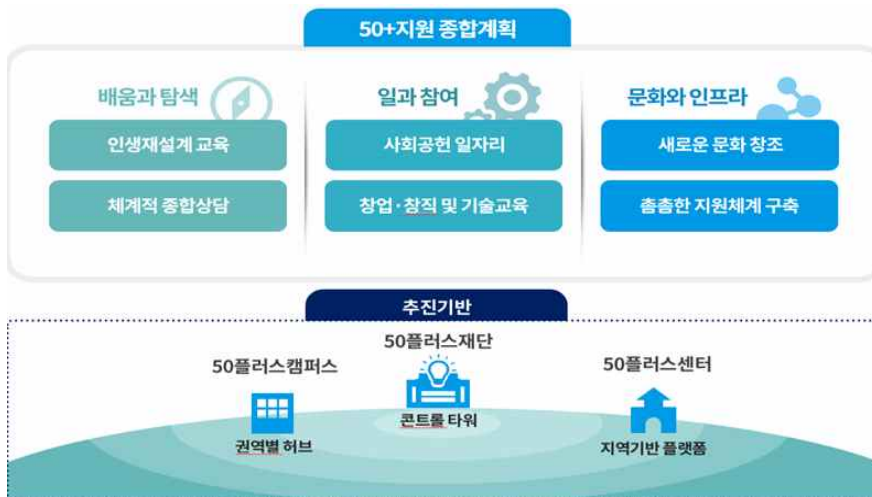 50+지원 종합계획
배움과 탐색
인생재설계 교육
체계적 종합상담
일과 참여
사회공헌 일자리
창업·창직 및 기술교육
문화와 인프라
새로운 문화 창조
촘촘한 지원체계 구축
추진기반
50플러스캠퍼스
권역별 허브
50플러스재단
콘트롤 타워
50플러스센터
지역기반 플랫폼